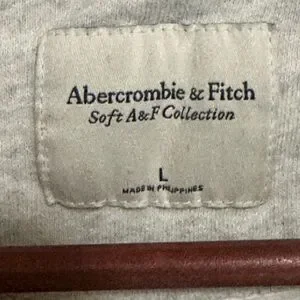 Abercrombie & Fitch
Soft A&F Collection
L
MADE IN PHILIPPINES